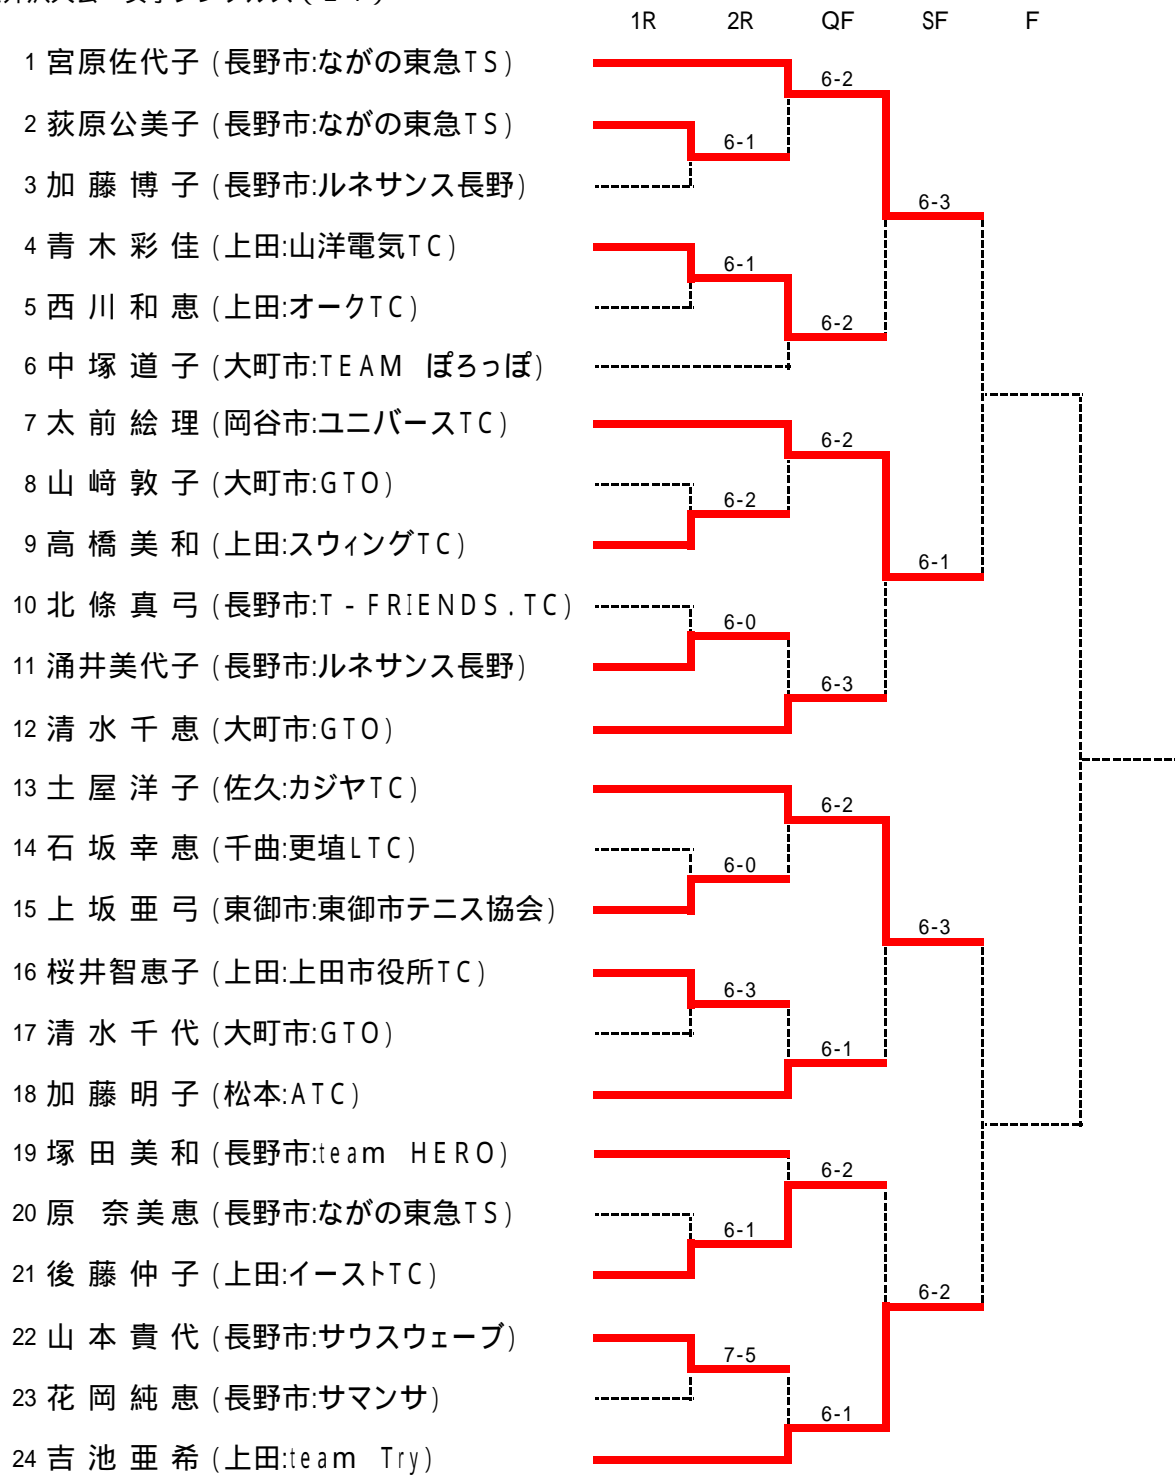 1R 2R QF SF F
1 宮原佐代子 (長野市:ながの東急TS)
6-2
2 荻原公美子 (長野市:ながの東急TS)
6-1
3 加 藤 博 子 (長野市:ルネサンス長野)
6-3
4 青 木 彩 佳 (上田:山洋電気TC)
6-1
5 西 川 和 恵 (上田:オークTC)
6-2
6 中 塚 道 子 (大町市:TEAM ぽろっぽ)
7 太 前 絵 理 (岡谷市:ユニバースTC)
6-2
8 山 﨑 敦 子 (大町市:GTO)
6-2
9 高 橋 美 和 (上田:スウィングTC)
6-1
10 北 條 真 弓 (長野市:T-FRIENDS.TC)
6-0
11 涌井美代子 (長野市:ルネサンス長野)
6-3
12 清 水 千 恵 (大町市:GTO)
13 土 屋 洋 子 (佐久:カジヤTC)
6-2
14 石 坂 幸 恵 (千曲:更埴LTC)
6-0
15 上 坂 亜 弓 (東御市:東御市テニス協会)
6-3
16 桜井智恵子 (上田:上田市役所TC)
6-3
17 清 水 千 代 (大町市:GTO)
6-1
18 加 藤 明 子 (松本:ATC)
19 塚 田 美 和 (長野市:team HERO)
6-2
20 原 奈美恵 (長野市:ながの東急TS)
6-1
21 後 藤 仲 子 (上田:イーストTC)
6-2
22 山 本 貴 代 (長野市:サウスウェーブ)
7-5
23 花 岡 純 恵 (長野市:サマンサ)
6-1
24 吉 池 亜 希 (上田:team Try)